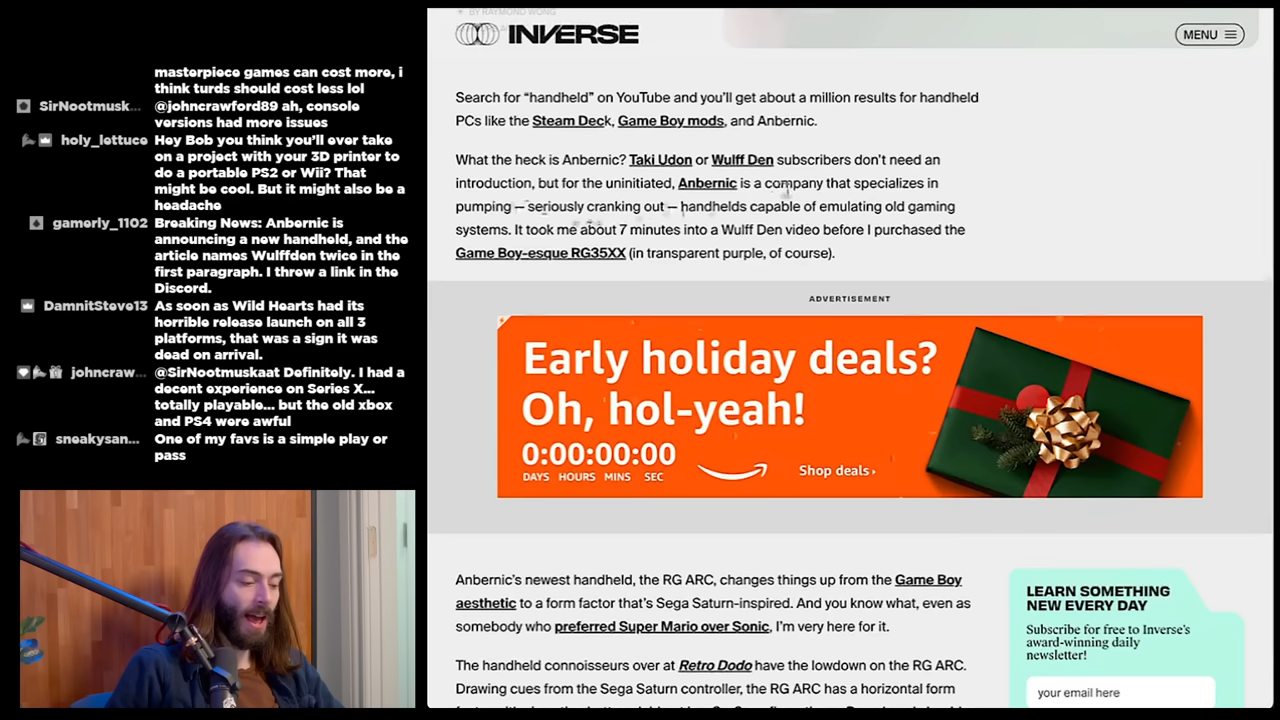 masterpiece games can cost more, i
think turds should cost less lol
SirNootmusk... @johncrawford89 ah, console
versions had more issues
holy_lettuce Hey Bob you think you'll ever take
on a project with your 3D printer to
do a portable PS2 or Wii? That
might be cool. But it might also be a
headache
gamerly_1102 Breaking News: Anbernic is
announcing a new handheld, and the
article names Wulffden twice in the
first paragraph. I threw a link in the
Discord.
DamnitSteve13 As soon as Wild Hearts had its
horrible release launch on all 3
platforms, that was a sign it was
dead on arrival.
johncraw... @SirNootmuskaat Definitely. I had a
decent experience on Series X...
totally playable... but the old xbox
and PS4 were awful
sneakysan... One of my favs is a simple play or
pass
BY RAYMOND WONG
INVERSE
MENU
Search for “handheld” on YouTube and you’ll get about a million results for handheld
PCs like the Steam Deck, Game Boy mods, and Anbernic.
What the heck is Anbernic? Taki Udon or Wulff Den subscribers don’t need an
introduction, but for the uninitiated, Anbernic is a company that specializes in
pumping — seriously cranking out — handhelds capable of emulating old gaming
systems. It took me about 7 minutes into a Wulff Den video before I purchased the
Game Boy-esque RG35XX (in transparent purple, of course).
ADVERTISEMENT
Early holiday deals?
Oh, hol-yeah!
0:00:00:00
DAYS HOURS MINS SEC
Shop deals ›
Anbernic’s newest handheld, the RG ARC, changes things up from the Game Boy
aesthetic to a form factor that’s Sega Saturn-inspired. And you know what, even as
somebody who preferred Super Mario over Sonic, I’m very here for it.
The handheld connoisseurs over at Retro Dodo have the lowdown on the RG ARC.
Drawing cues from the Sega Saturn controller, the RG ARC has a horizontal form
LEARN SOMETHING
NEW EVERY DAY
Subscribe for free to Inverse’s
award-winning daily
newsletter!
your email here